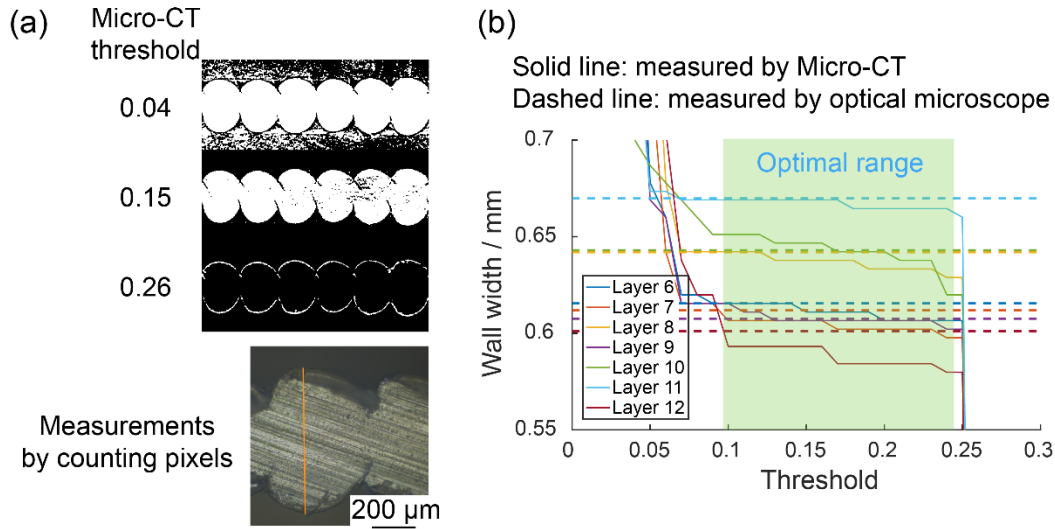 (a)
Micro-CT
threshold
0.04
0.15
0.26
Measurements
by counting pixels
200 µm
(b)
Solid line: measured by Micro-CT
Dashed line: measured by optical microscope
Optimal range
0.7
0.65
0.6
0.55
Wall width / mm
Layer 6
Layer 7
Layer 8
Layer 9
Layer 10
Layer 11
Layer 12
0
0.05
0.1
0.15
0.2
0.25
0.3
Threshold